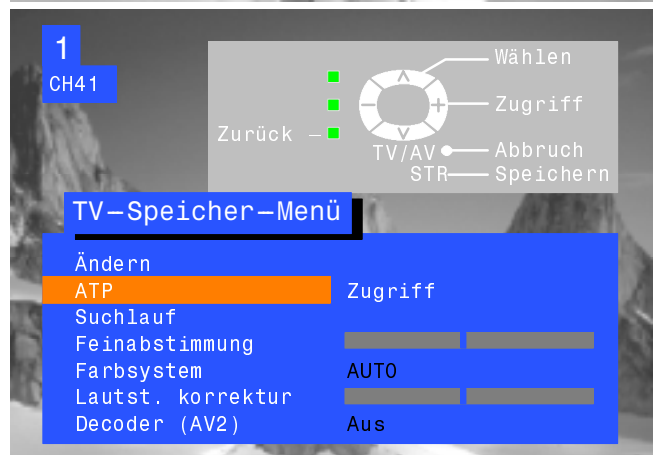 1
CH41
Wählen
Zugriff
Zurück
TV/AV Abbruch
STR Speichern
TV–Speicher–Menü
Ändern
ATP Zugriff
Suchlauf
Feinabstimmung
Farbsystem AUTO
Lautst. korrektur
Decoder (AV2) Aus